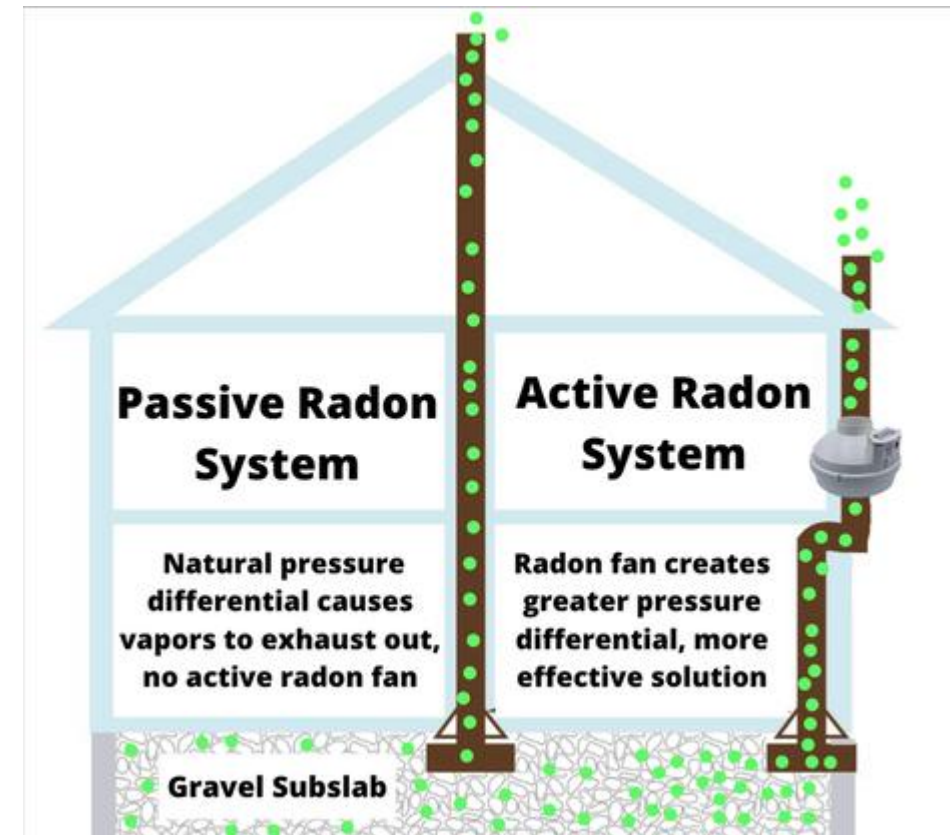 Passive Radon
System
Active Radon
System
Natural pressure
differential causes
vapors to exhaust out,
no active radon fan
Radon fan creates
greater pressure
differential, more
effective solution
Gravel Subslab